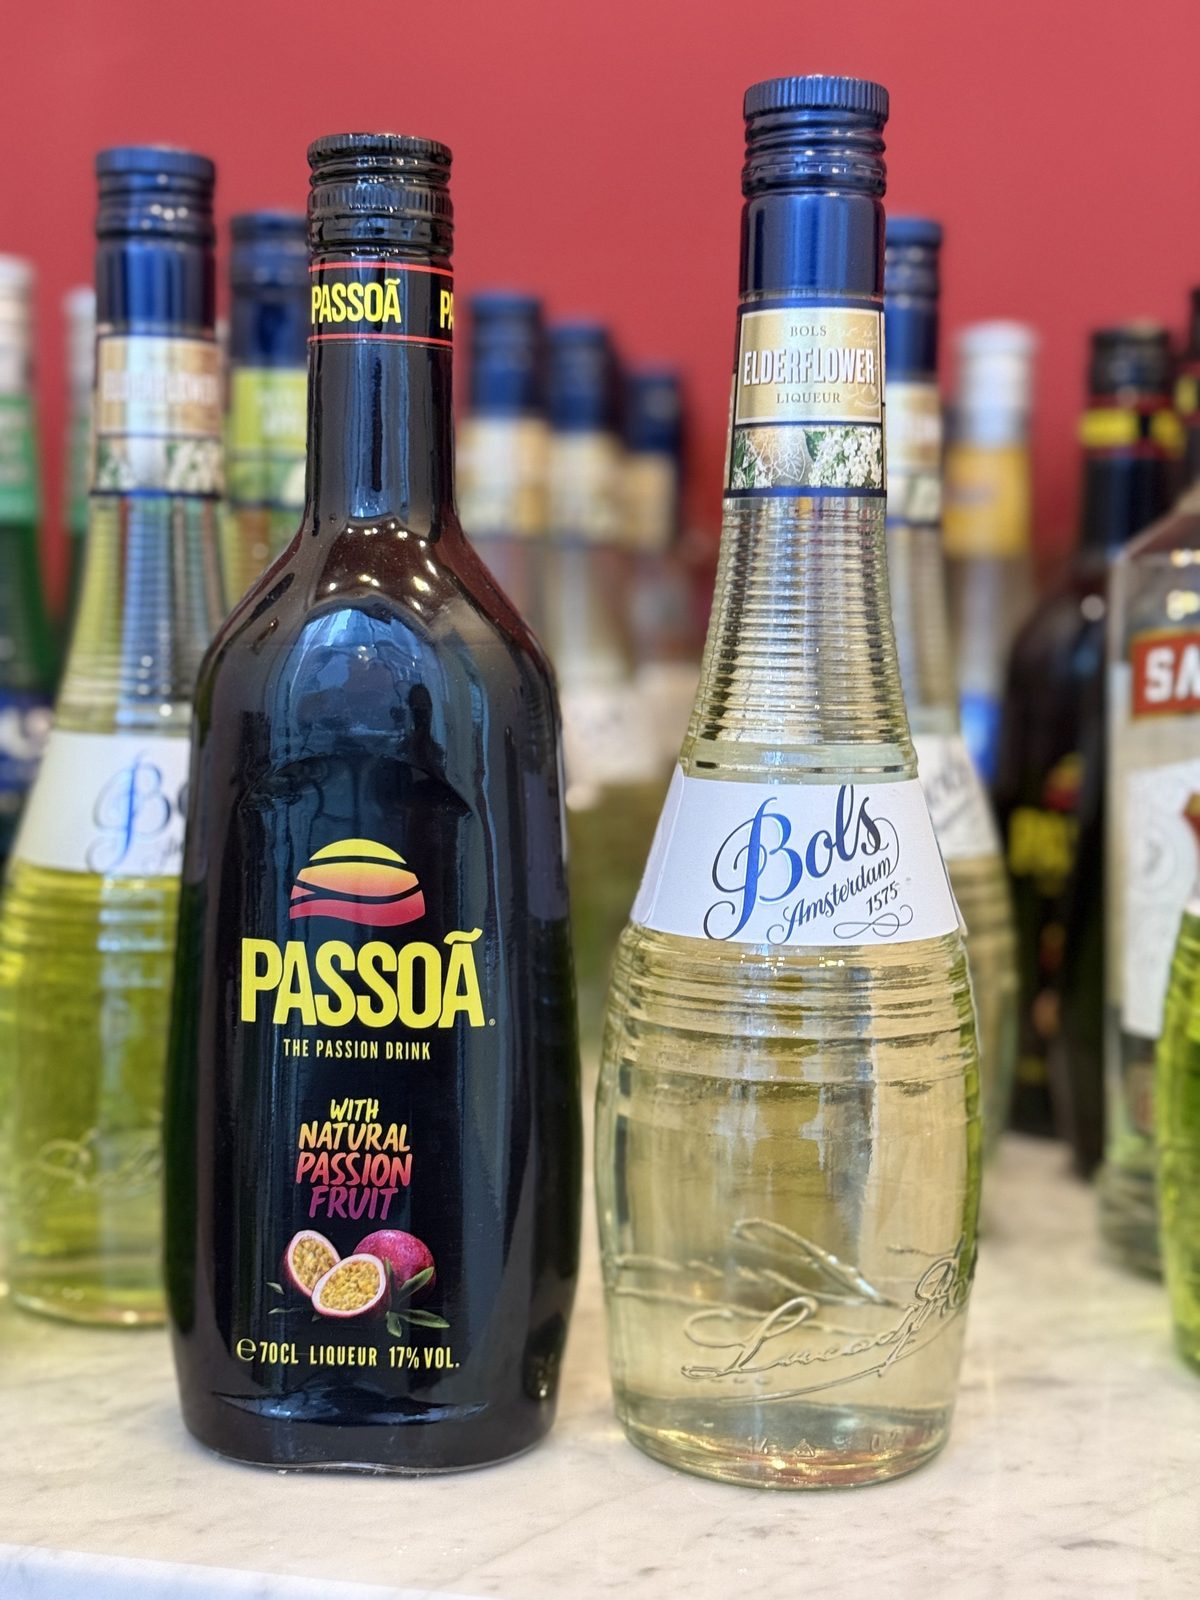 PASSOÃ
PASSOÃ
THE PASSION DRINK
WITH
NATURAL
PASSION
FRUIT
℮70CL LIQUEUR 17% VOL.
BOLS
ELDERFLOWER
LIQUEUR
Bols
Amsterdam
1575